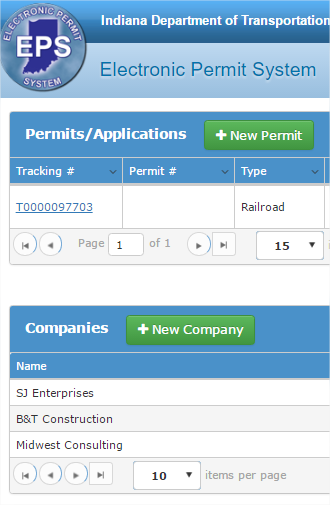 ELECTRONIC PERMIT
EPS
SYSTEM
Indiana Department of Transportation
Electronic Permit System
Permits/Applications + New Permit
Tracking # Permit # Type
T0000097703 Railroad
Page 1 of 1 15
Companies + New Company
Name
SJ Enterprises
B&T Construction
Midwest Consulting
10 items per page